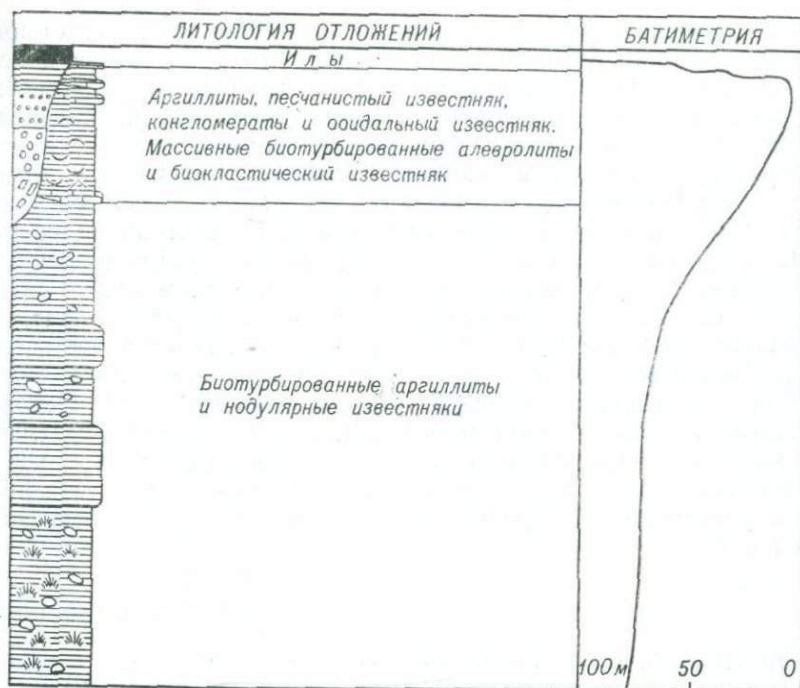 ЛИТОЛОГИЯ ОТЛОЖЕНИЙ
БАТИМЕТРИЯ
Илы
Аргиллиты, песчанистый известняк,
конгломераты и ооидальный известняк.
Массивные биотурбированные алевролиты
и биокластический известняк
Биотурбированные аргиллиты
и нодулярные известняки
100 м 50 0